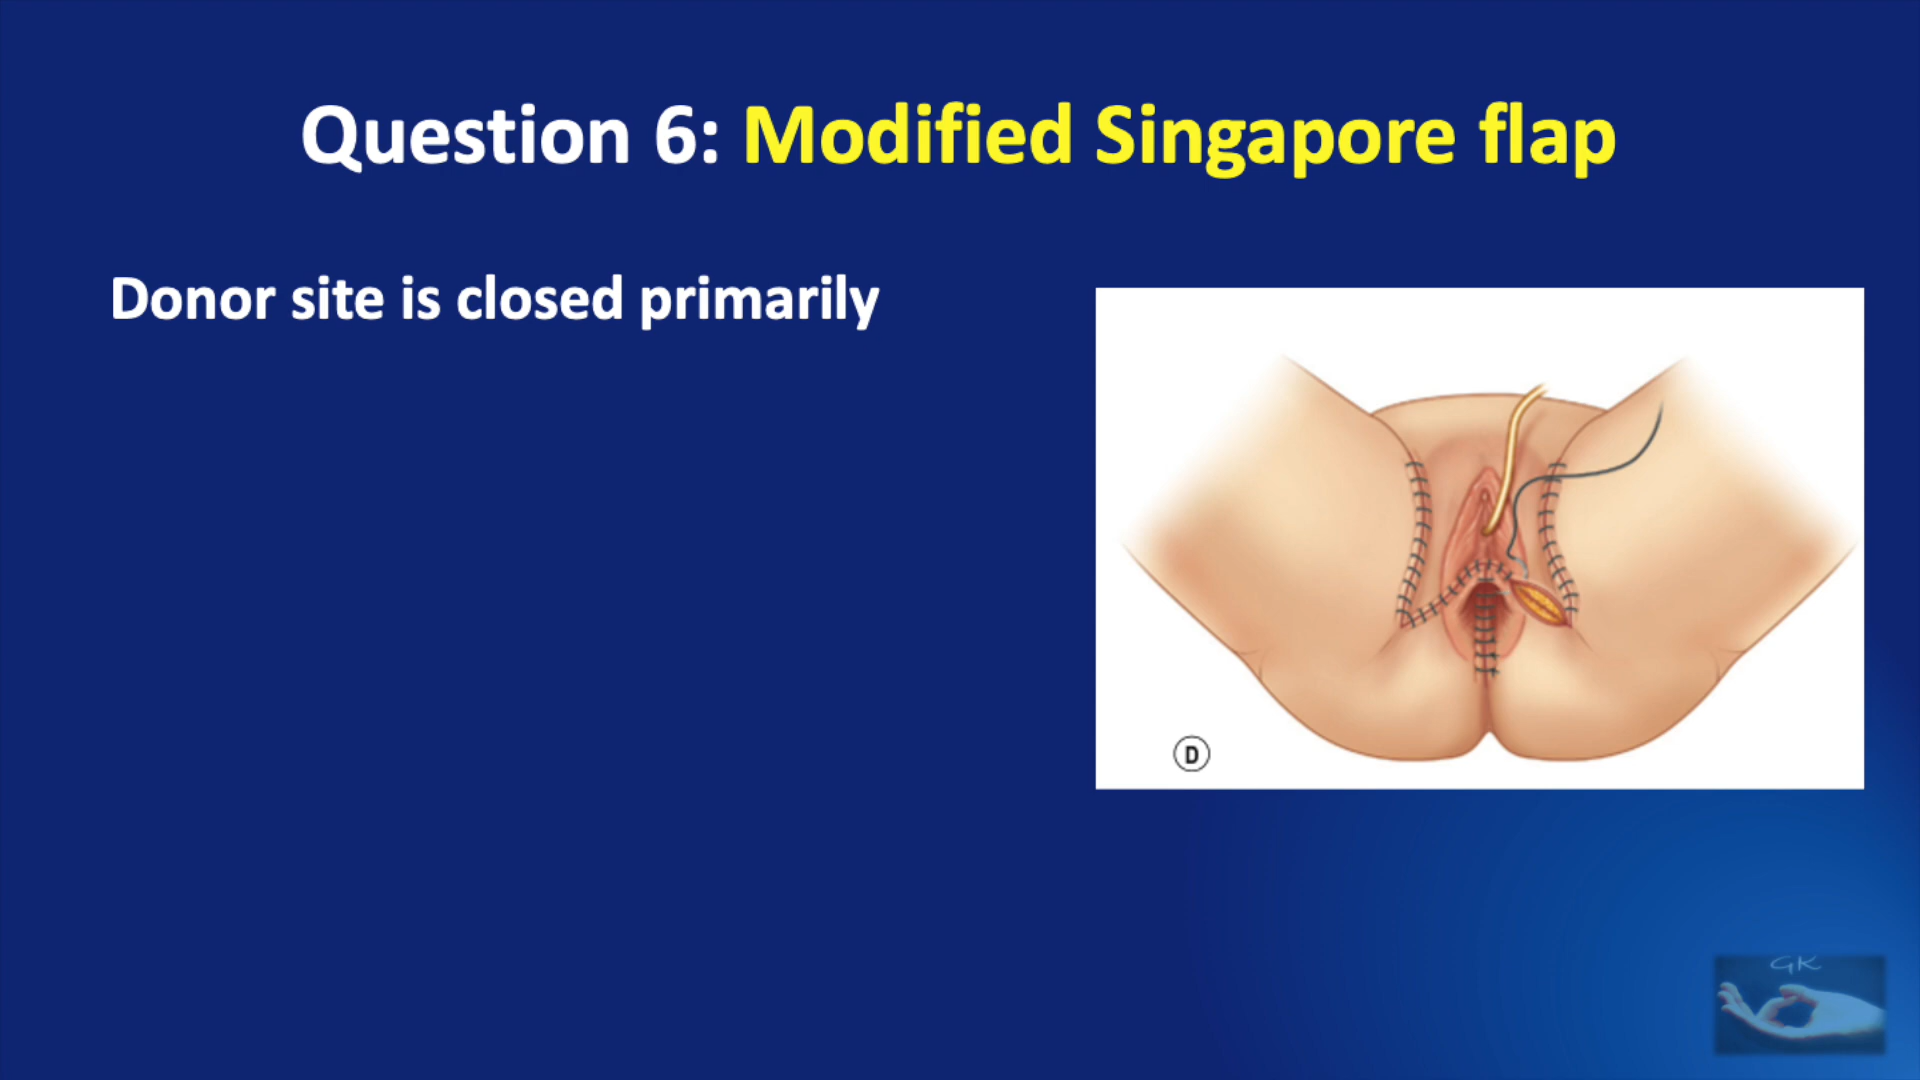 Question 6: Modified Singapore flap
Donor site is closed primarily
D
GK